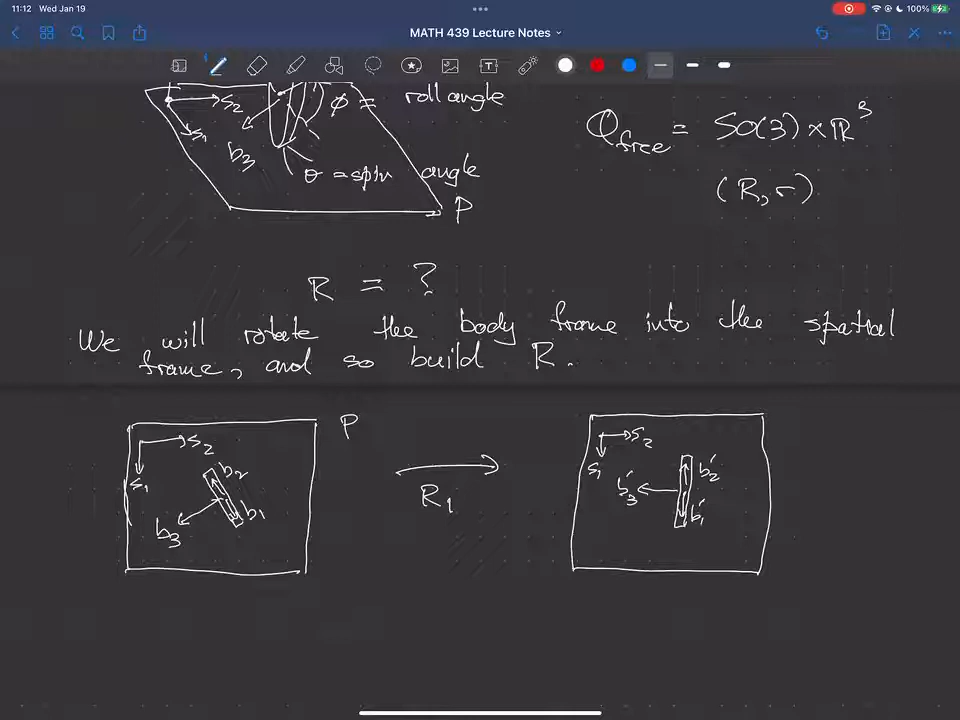 11:12 Wed Jan 19
100%
MATH 439 Lecture Notes
s₂
s₁
b₃
ϕ = roll angle
θ = spin angle
P
Q_free = SO(3) × ℝ³
(R, r)
R = ?
We will rotate the body frame into the spatial
frame, and so build R.
P
s₂
s₁
b₂
b₁
b₃
R₁
s₂
s₁
b₂'
b₃'
b₁'